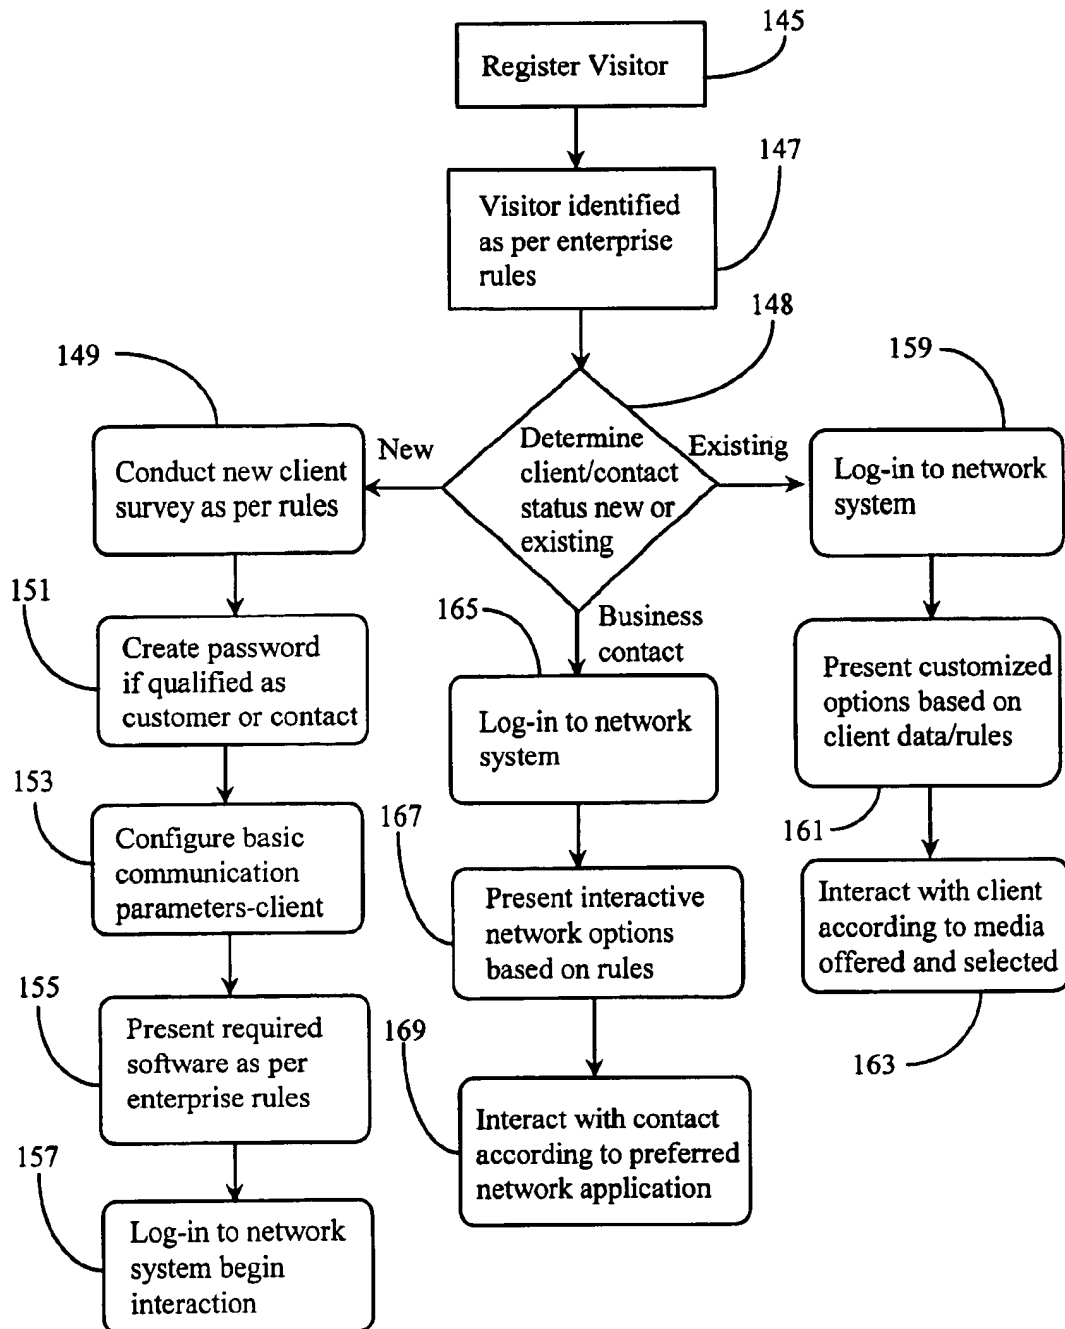 145
Register Visitor
147
Visitor identified
as per enterprise
rules
148
149
159
New
Determine
client/contact
status new or
existing
Existing
Conduct new client
survey as per rules
Log-in to network
system
151
Create password
if qualified as
customer or contact
165
Business
contact
Log-in to network
system
Present customized
options based on
client data/rules
161
153
Configure basic
communication
parameters-client
167
Present interactive
network options
based on rules
Interact with client
according to media
offered and selected
163
155
Present required
software as per
enterprise rules
169
Interact with contact
according to preferred
network application
157
Log-in to network
system begin
interaction